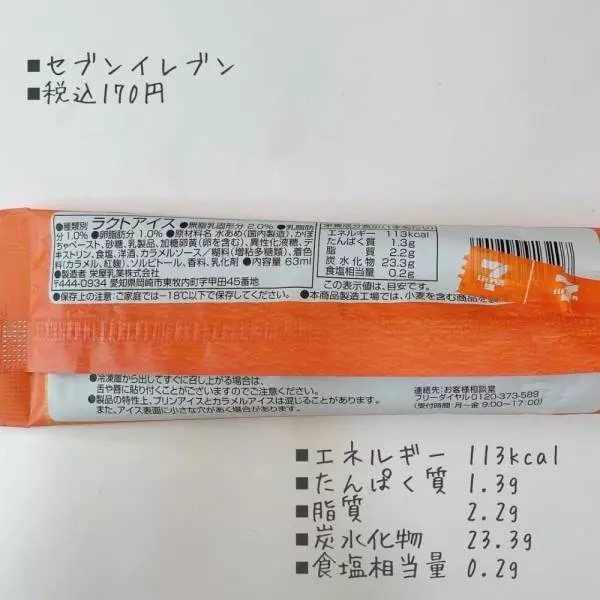 ■セブンイレブン
■税込170円
●種類別 ラクトアイス ●無脂乳固形分 2.0% ●乳脂肪
分 1.0% ●卵脂肪分 1.0% ●原材料名 水あめ(国内製造)、かぼ
ちゃペースト、砂糖、乳製品、加糖卵黄(卵を含む)、異性化液糖、デ
キストリン、食塩、洋酒、カラメルソース/糊料(増粘多糖類)、着色
料(カラメル、紅麹)、ソルビトール、香料、乳化剤 ●内容量 63ml
●製造者 栄屋乳業株式会社
〒444-0934 愛知県岡崎市東牧内町字甲田45番地
●保存上の注意:ご家庭では−18℃以下で保存してください。
エネルギー 113kcal
たんぱく質 1.3g
脂質 2.2g
炭水化物 23.3g
食塩相当量 0.2g
この表示値は、目安です。
●本商品製造工場では、小麦を含む商品を
●冷凍庫から出してすぐに召し上がる場合は、
舌や唇に貼り付くことがございますのでご注意ください。
●製品の特性上、プリンアイスとカラメルアイスは混じることがあります。
また、アイス表面に小さな穴があく場合があります。
連絡先:お客様相談室
フリーダイヤル0120-373-589
(受付時間:月〜金 9:00〜17:00)
■エネルギー 113kcal
■たんぱく質 1.3g
■脂質 2.2g
■炭水化物 23.3g
■食塩相当量 0.2g